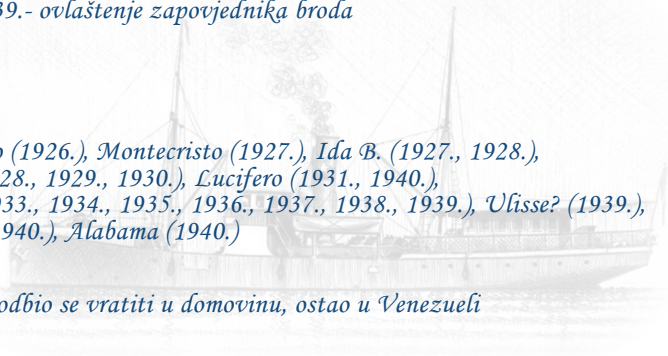 39.- ovlaštenje zapovjednika broda
o (1926.), Montecristo (1927.), Ida B. (1927., 1928.),
28., 1929., 1930.), Lucifero (1931., 1940.),
933., 1934., 1935., 1936., 1937., 1938., 1939.), Ulisse? (1939.),
1940.), Alabama (1940.)
odbio se vratiti u domovinu, ostao u Venezueli